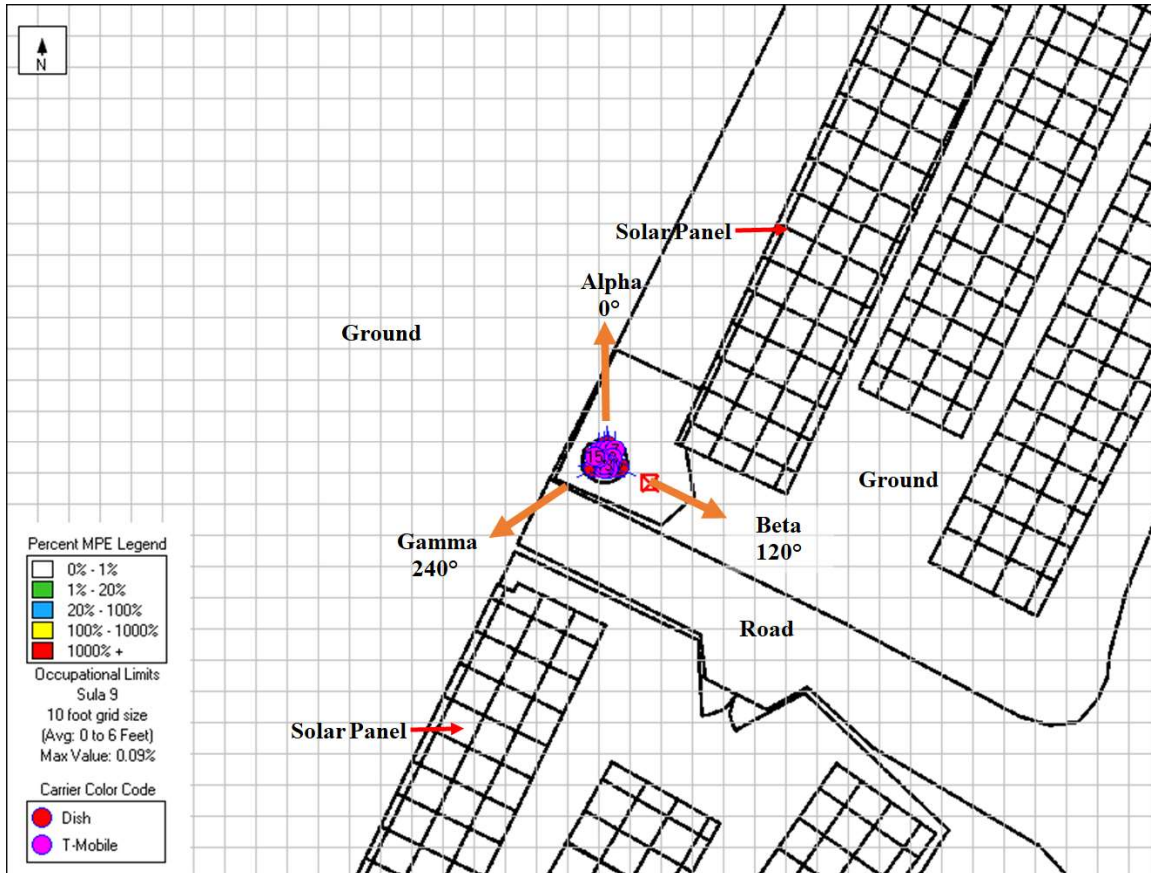 N
Solar Panel
Alpha
0°
Ground
Ground
Gamma
240°
Beta
120°
Road
Solar Panel
Percent MPE Legend
0% - 1%
1% - 20%
20% - 100%
100% - 1000%
1000% +
Occupational Limits
Sula 9
10 foot grid size
(Avg: 0 to 6 Feet)
Max Value: 0.09%
Carrier Color Code
Dish
T-Mobile